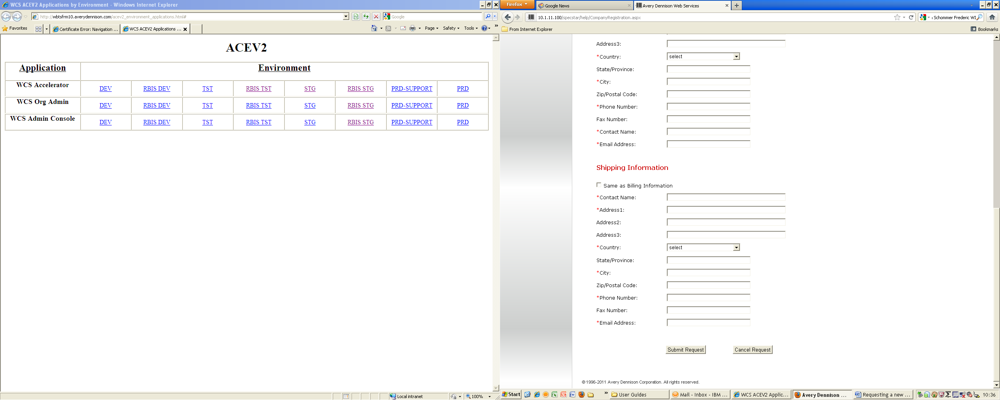 WCS ACEV2 Applications by Environment - Windows Internet Explorer
http://wbtsfrm10.averydennison.com/acev2_environment_applications.html#
Google
Favorites
Certificate Error: Navigation ...
WCS ACEV2 Applications ...
Page
Safety
Tools
ACEV2
Application Environment
WCS Accelerator DEV RBIS DEV TST RBIS TST STG RBIS STG PRD-SUPPORT PRD
WCS Org Admin DEV RBIS DEV TST RBIS TST STG RBIS STG PRD-SUPPORT PRD
WCS Admin Console DEV RBIS DEV TST RBIS TST STG RBIS STG PRD-SUPPORT PRD
Local intranet
100%
Firefox
Google News
Avery Dennison Web Services
10.1.11.100/specstar/help/CompanyRegistration.aspx
Schommer Frederic WI
From Internet Explorer
Bookmarks
Address3:
*Country: select
State/Province:
*City:
Zip/Postal Code:
*Phone Number:
Fax Number:
*Contact Name:
*Email Address:
Shipping Information
Same as Billing Information
*Contact Name:
*Address1:
Address2:
Address3:
*Country: select
State/Province:
*City:
Zip/Postal Code:
*Phone Number:
Fax Number:
*Email Address:
Submit Request Cancel Request
© 1996-2011 Avery Dennison Corporation. All rights reserved.
Start
User Guides
Mail - Inbox - IBM ...
WCS ACEV2 Applic...
Avery Dennison ...
Requesting a new ...
10:36